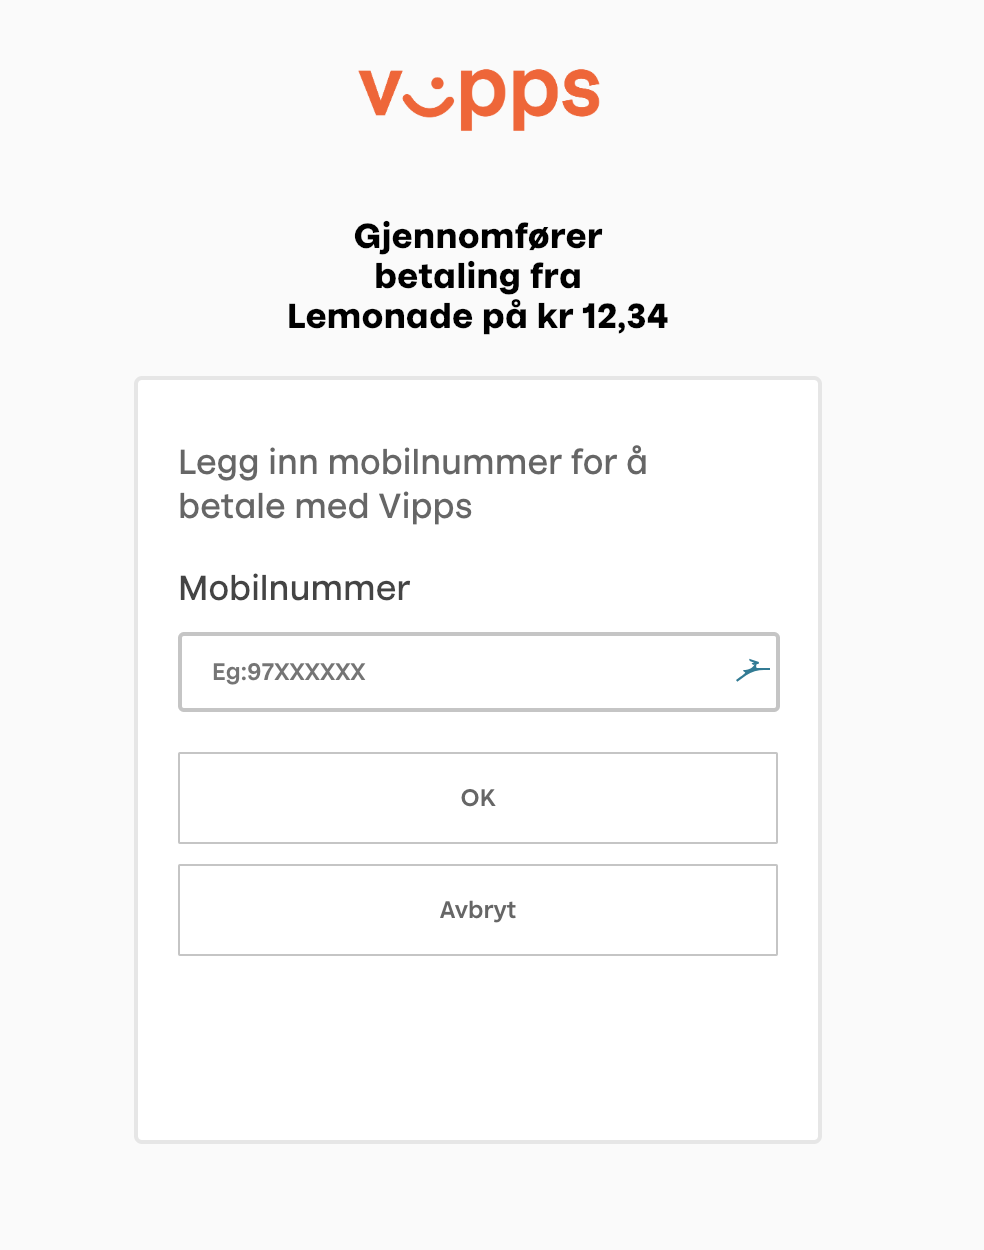 vipps
Gjennomfører
betaling fra
Lemonade på kr 12,34
Legg inn mobilnummer for å
betale med Vipps
Mobilnummer
Eg:97XXXXXX
OK
Avbryt